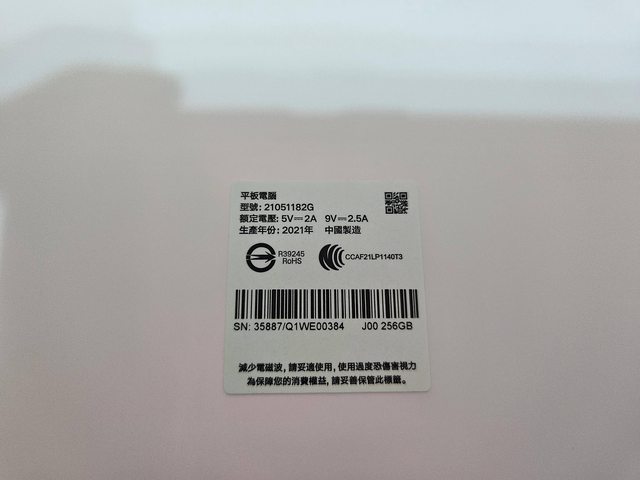 平板電腦
型號: 21051182G
額定電壓: 5V⎓2A 9V⎓2.5A
生產年份: 2021年 中國製造
R39245
RoHS
CCAF21LP1140T3
SN: 35887/Q1WE00384 J00 256GB
減少電磁波，請妥適使用，使用過度恐傷害視力
為保障您的消費權益，請妥善保管此標籤。